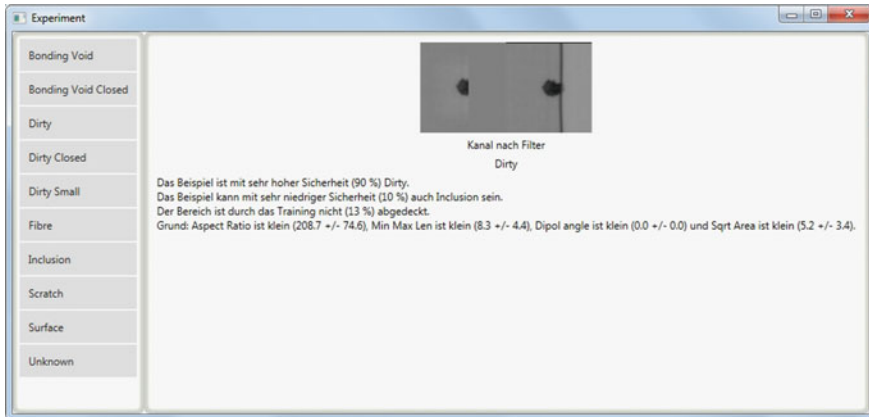 Experiment
Bonding Void
Bonding Void Closed
Dirty
Dirty Closed
Dirty Small
Fibre
Inclusion
Scratch
Surface
Unknown
Kanal nach Filter
Dirty
Das Beispiel ist mit sehr hoher Sicherheit (90 %) Dirty.
Das Beispiel kann mit sehr niedriger Sicherheit (10 %) auch Inclusion sein.
Der Bereich ist durch das Training nicht (13 %) abgedeckt.
Grund: Aspect Ratio ist klein (208.7 +/- 74.6), Min Max Len ist klein (8.3 +/- 4.4), Dipol angle ist klein (0.0 +/- 0.0) und Sqrt Area ist klein (5.2 +/- 3.4).